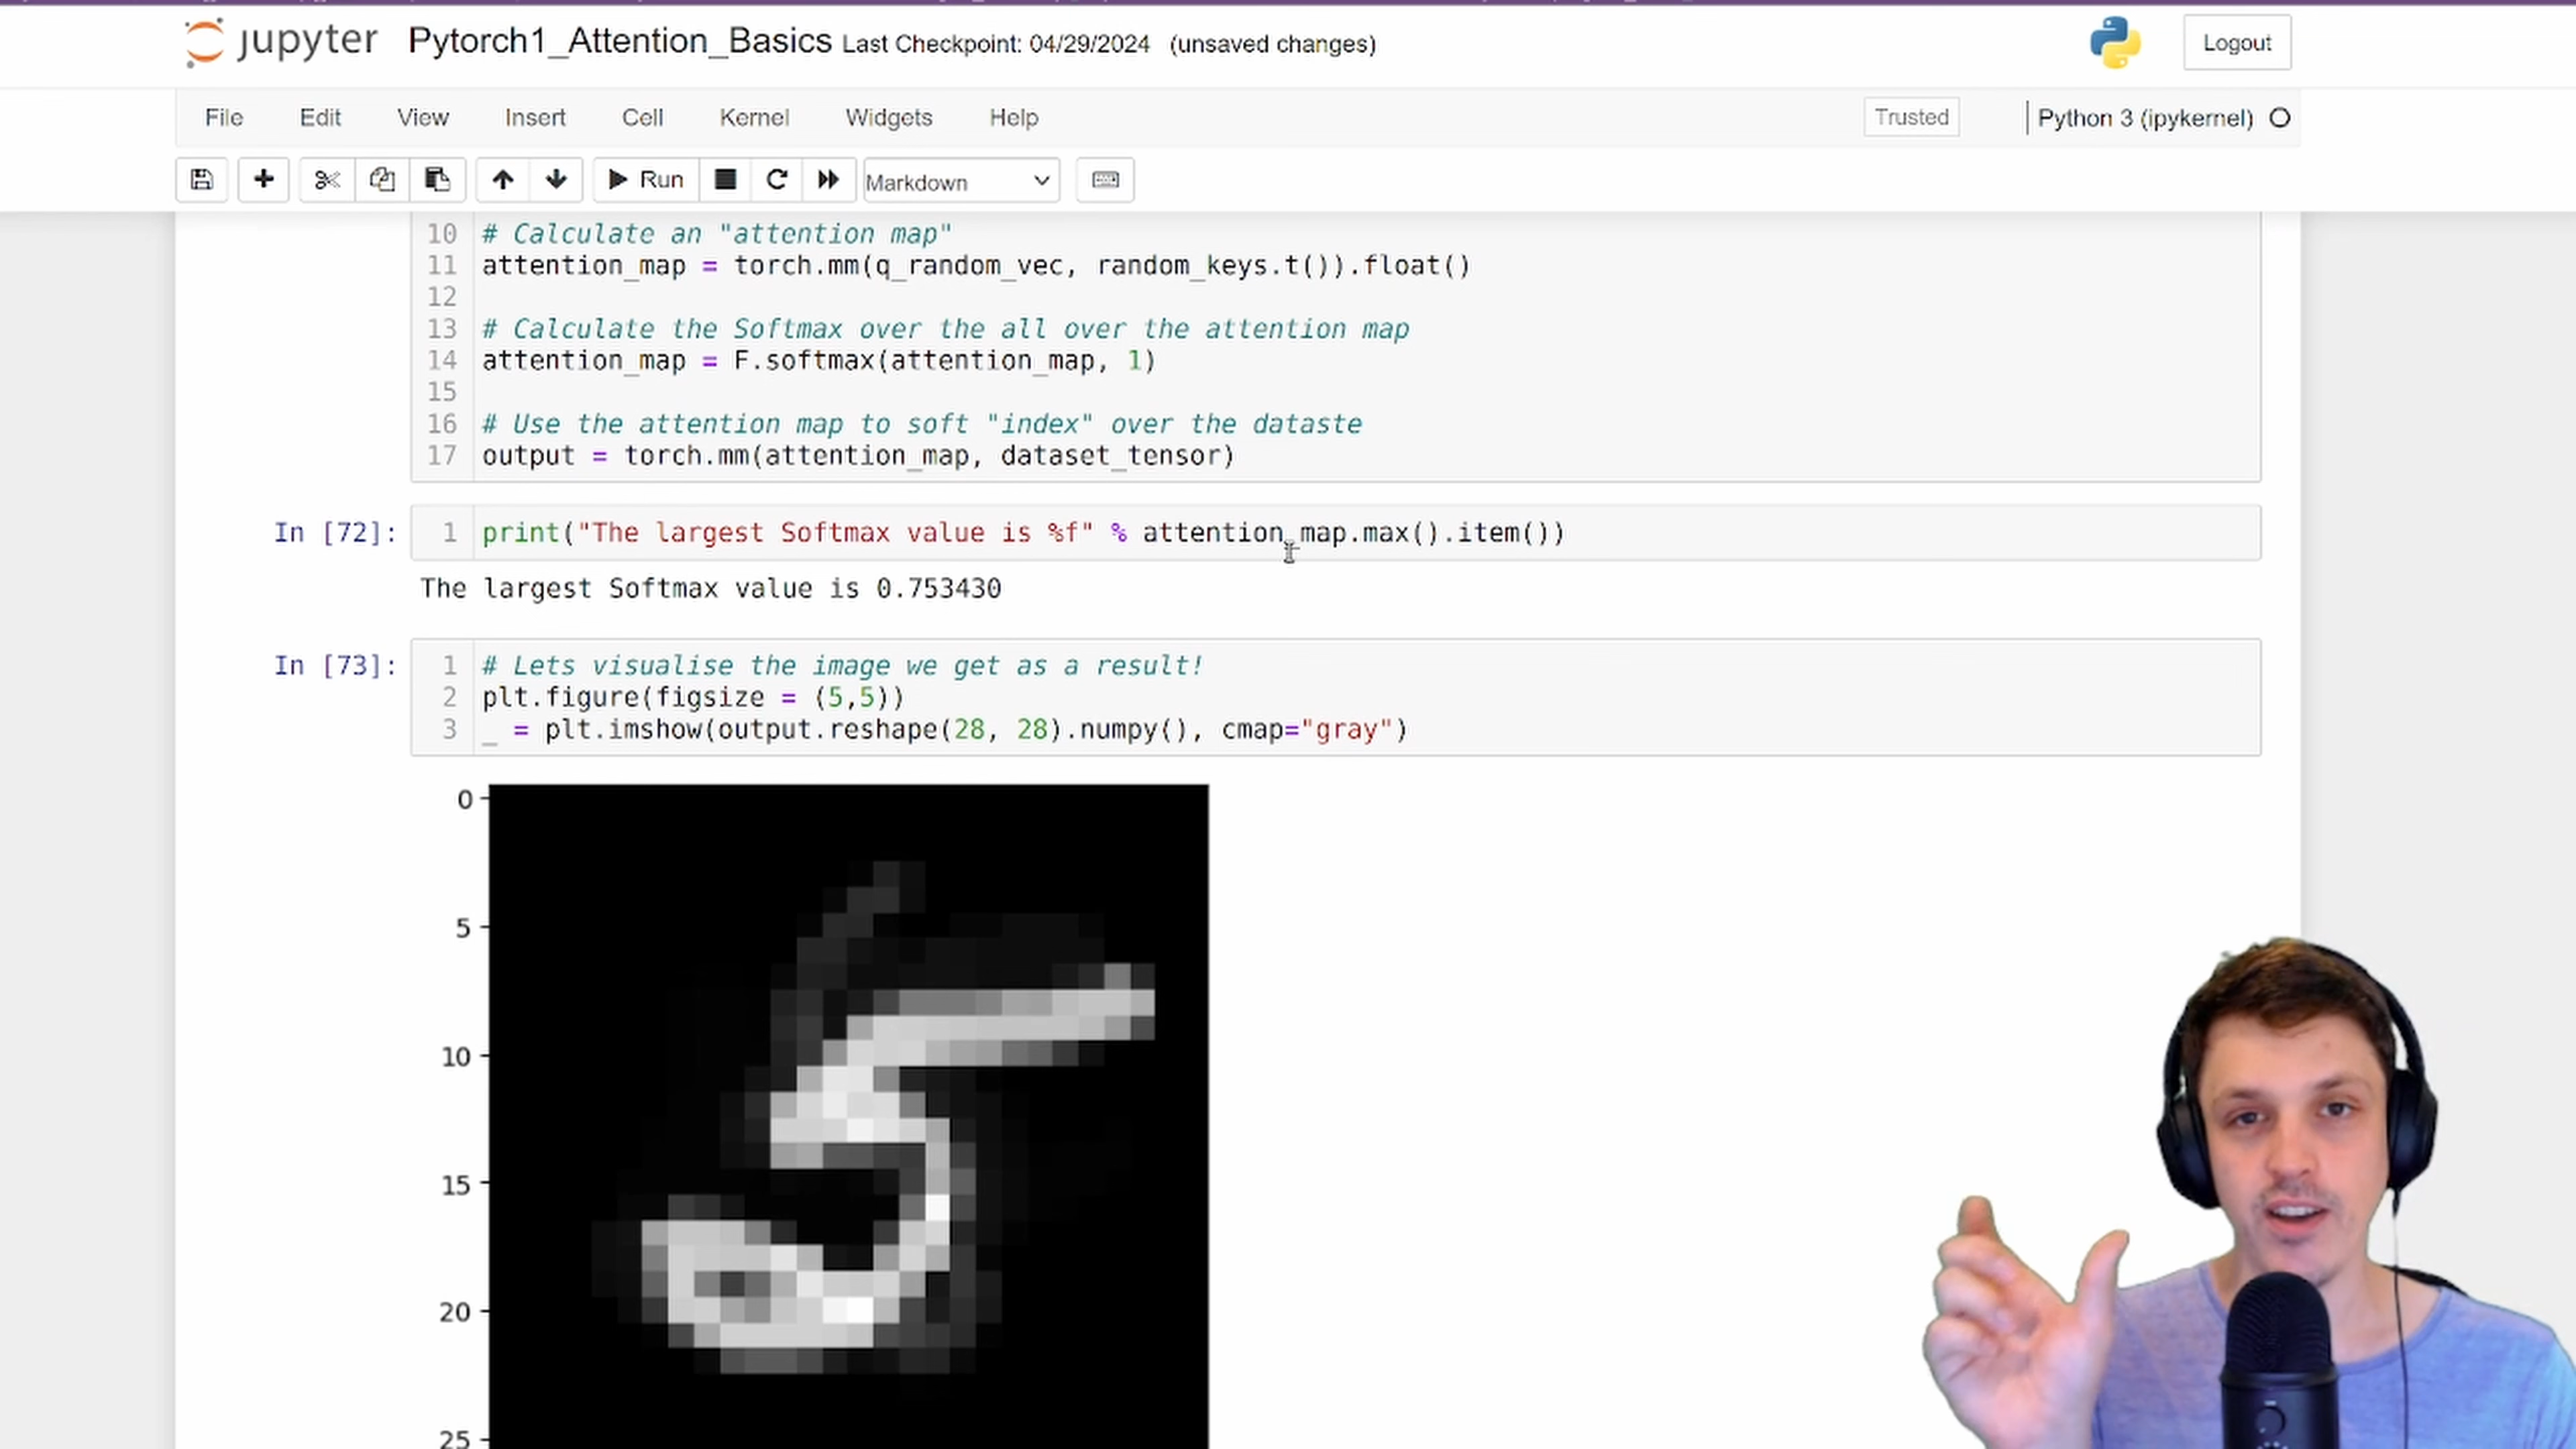 jupyter Pytorch1_Attention_Basics Last Checkpoint: 04/29/2024 (unsaved changes) Logout
File Edit View Insert Cell Kernel Widgets Help Trusted Python 3 (ipykernel)
Run Markdown
10 # Calculate an "attention map"
11 attention_map = torch.mm(q_random_vec, random_keys.t()).float()
12
13 # Calculate the Softmax over the all over the attention map
14 attention_map = F.softmax(attention_map, 1)
15
16 # Use the attention map to soft "index" over the dataste
17 output = torch.mm(attention_map, dataset_tensor)
In [72]: 1 print("The largest Softmax value is %f" % attention_map.max().item())
The largest Softmax value is 0.753430
In [73]: 1 # Lets visualise the image we get as a result!
2 plt.figure(figsize = (5,5))
3 _ = plt.imshow(output.reshape(28, 28).numpy(), cmap="gray")
0
5
10
15
20
25